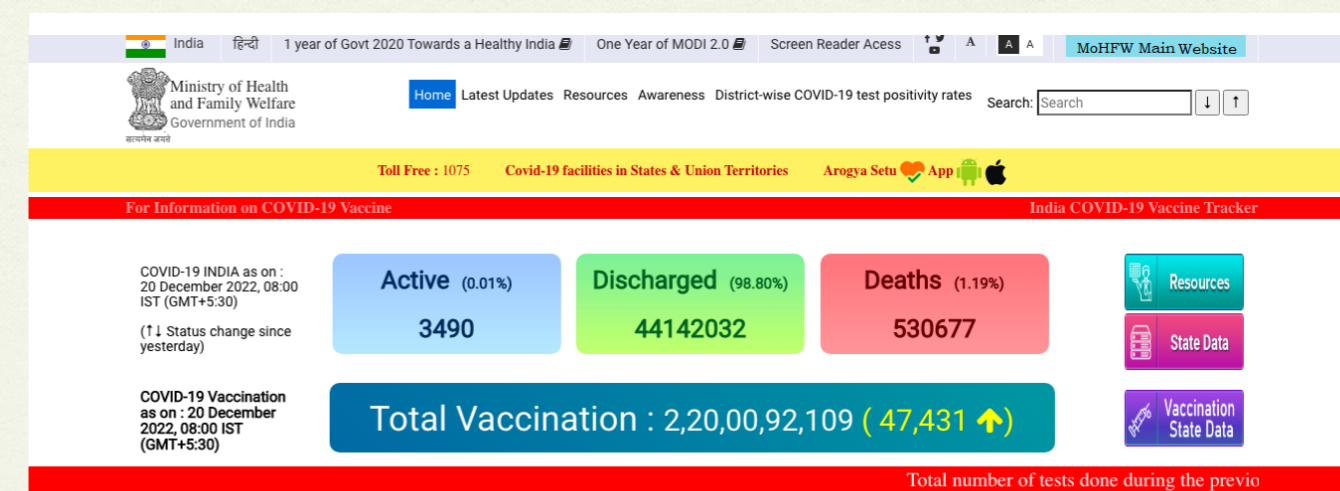 India हिन्दी 1 year of Govt 2020 Towards a Healthy India One Year of MODI 2.0 Screen Reader Acess A A A MoHFW Main Website
Ministry of Health
and Family Welfare
Government of India
सत्यमेव जयते
Home Latest Updates Resources Awareness District-wise COVID-19 test positivity rates Search: Search ↓ ↑
Toll Free : 1075 Covid-19 facilities in States & Union Territories Arogya Setu App
For Information on COVID-19 Vaccine India COVID-19 Vaccine Tracker
COVID-19 INDIA as on :
20 December 2022, 08:00
IST (GMT+5:30)
(↑↓ Status change since
yesterday)
Active (0.01%)
3490
Discharged (98.80%)
44142032
Deaths (1.19%)
530677
Resources
State Data
COVID-19 Vaccination
as on : 20 December
2022, 08:00 IST
(GMT+5:30)
Total Vaccination : 2,20,00,92,109 ( 47,431 ↑)
Vaccination
State Data
Total number of tests done during the previo